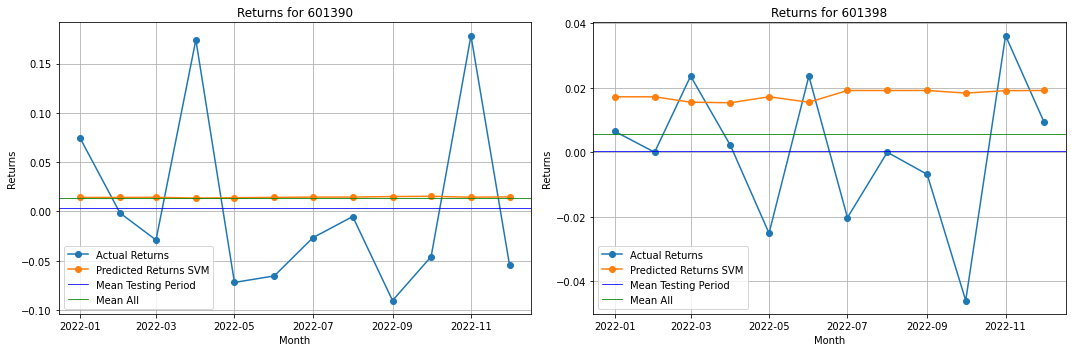 Returns for 601390
0.15
0.10
0.05
0.00
−0.05
−0.10
Returns
Actual Returns
Predicted Returns SVM
Mean Testing Period
Mean All
2022-01 2022-03 2022-05 2022-07 2022-09 2022-11
Month
Returns for 601398
0.04
0.02
0.00
−0.02
−0.04
Returns
Actual Returns
Predicted Returns SVM
Mean Testing Period
Mean All
2022-01 2022-03 2022-05 2022-07 2022-09 2022-11
Month